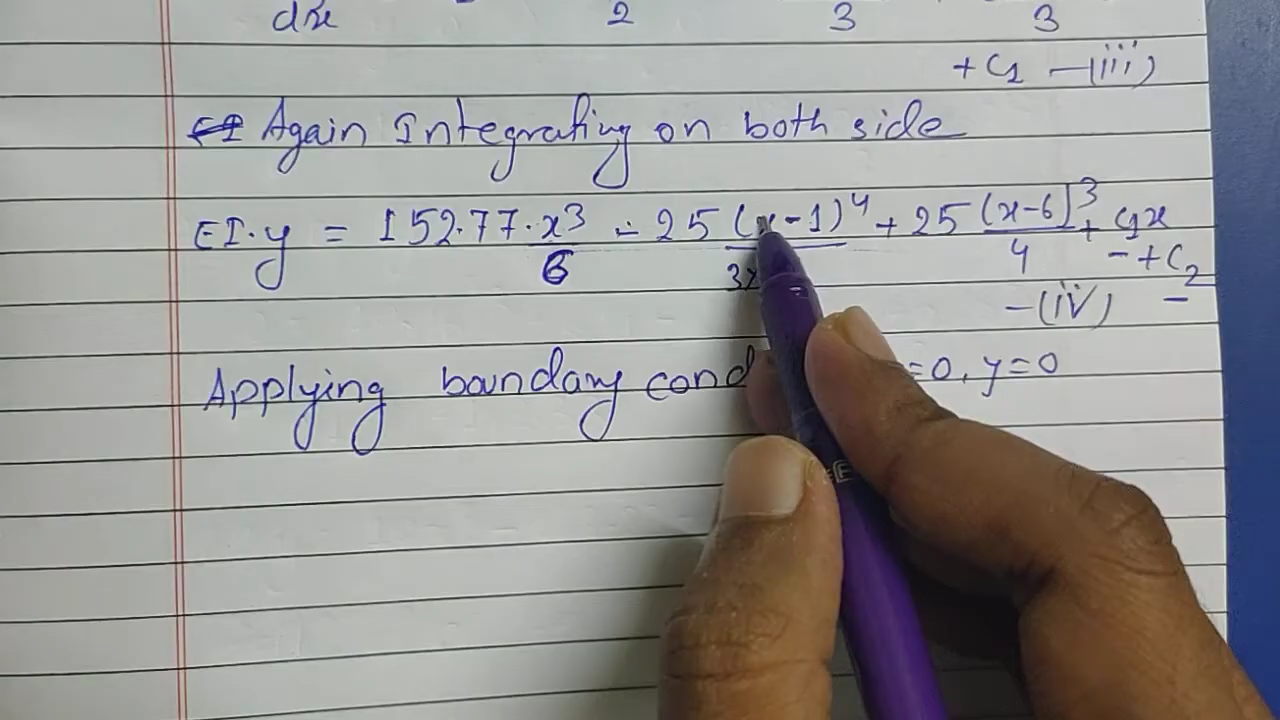 dx 2 3 3
+ C1 — (iii)
Again Integrating on both side
EI.y = 152.77.x³/6 - 25 (x-1)⁴/3x + 25 (x-6)³/4 + C1x
+ C2
-(iv)
Applying boundary cond =0, y=0